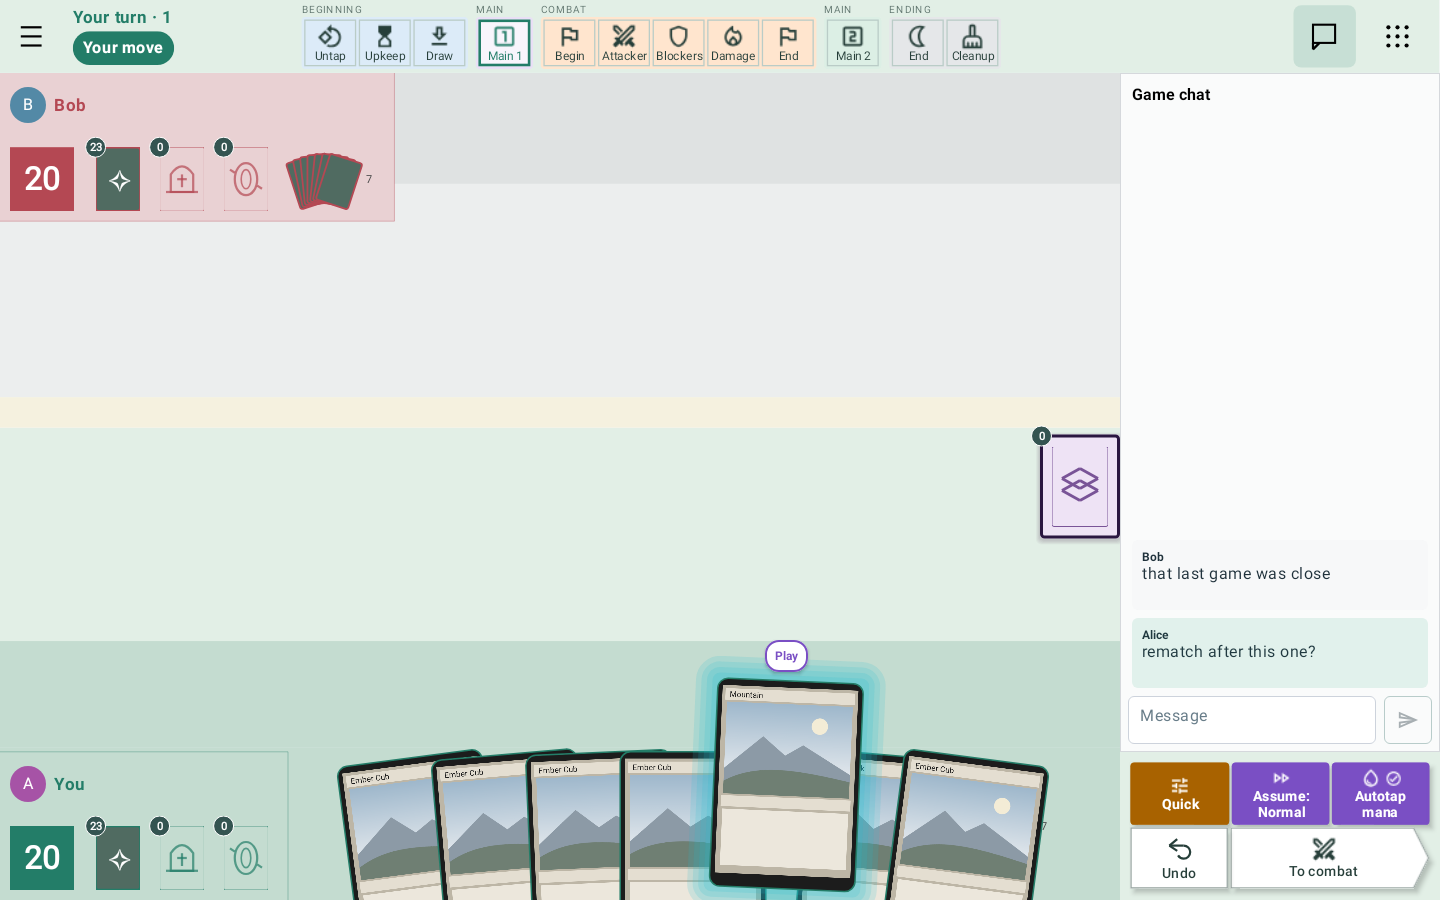 Your turn · 1
Your move
BEGINNING
MAIN
COMBAT
MAIN
ENDING
Untap
Upkeep
Draw
Main 1
Begin
Attacker
Blockers
Damage
End
Main 2
End
Cleanup
B
Bob
20
23
0
0
7
Game chat
0
Bob
that last game was close
Alice
rematch after this one?
Message
Play
Mountain
Ember Cub
Ember Cub
Ember Cub
Ember Cub
Ember Cub
7
A
You
20
23
0
0
Quick
Assume:
Normal
Autotap
mana
Undo
To combat